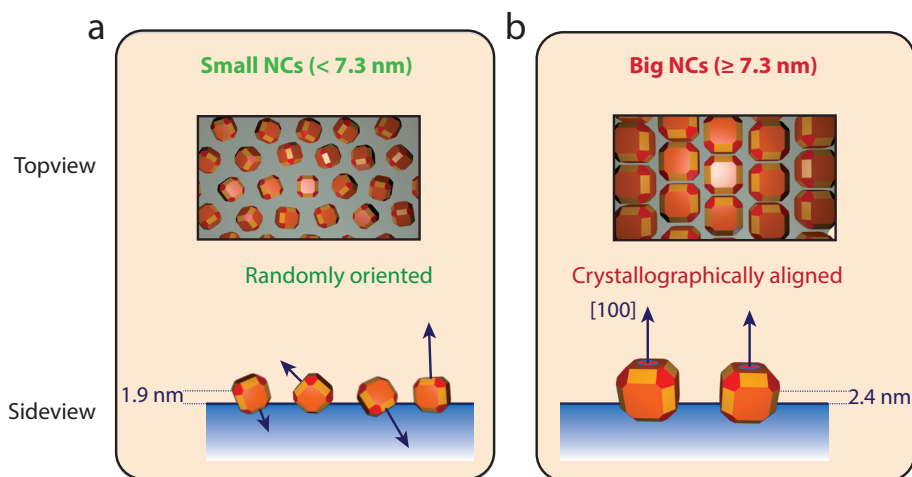 a
Small NCs (< 7.3 nm)
Topview
Randomly oriented
1.9 nm
Sideview
b
Big NCs (≥ 7.3 nm)
Crystallographically aligned
[100]
2.4 nm